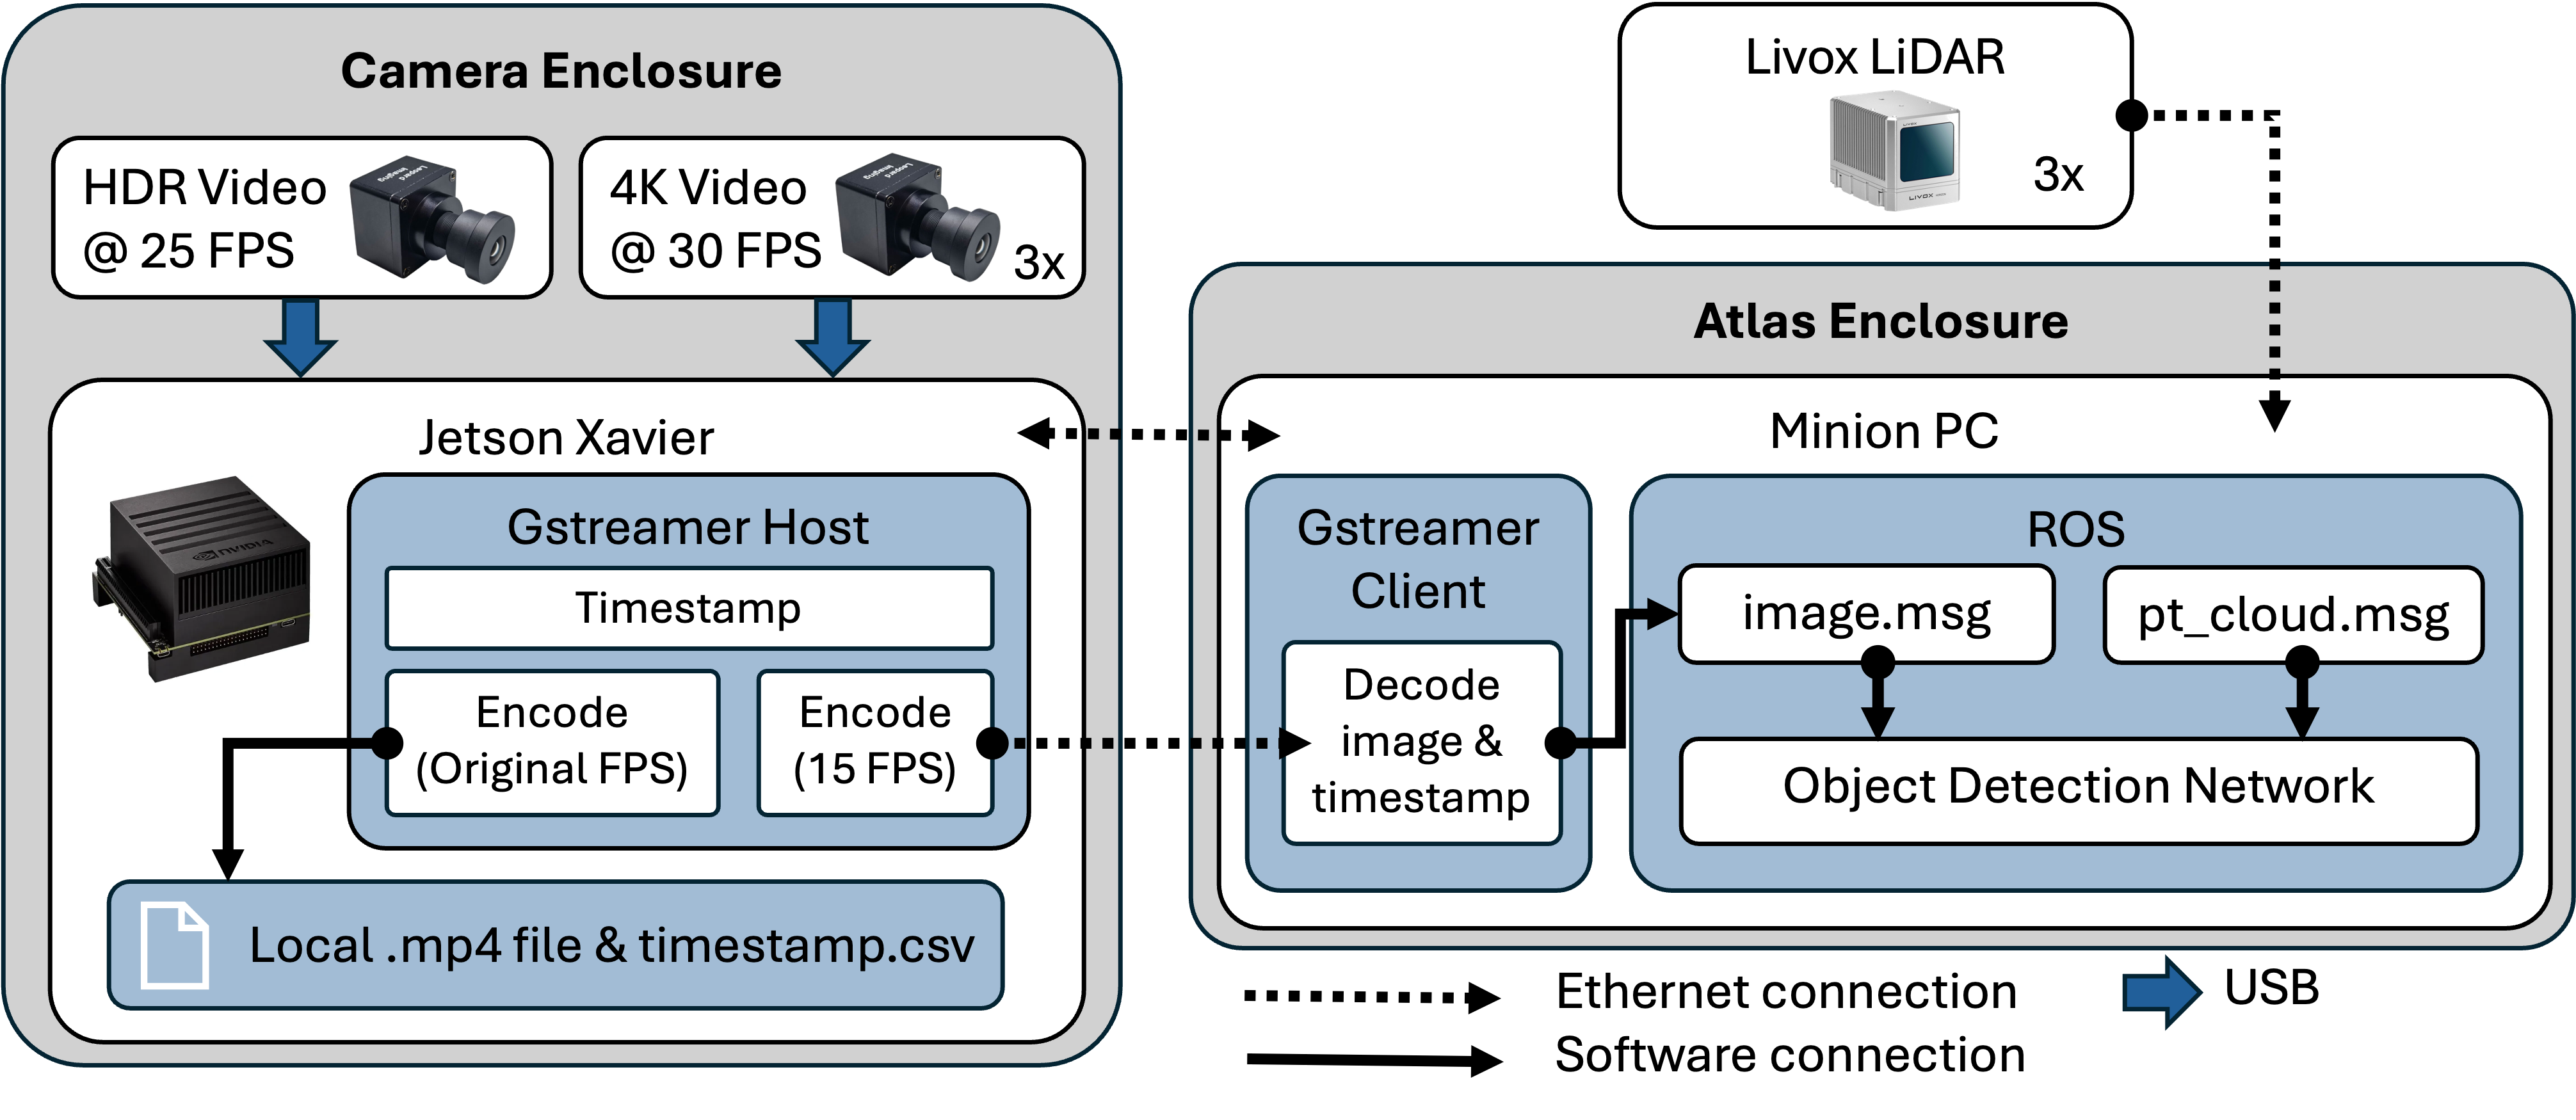 Camera Enclosure
HDR Video
@ 25 FPS
4K Video
@ 30 FPS
3x
Jetson Xavier
NVIDIA
Gstreamer Host
Timestamp
Encode
(Original FPS)
Encode
(15 FPS)
Local .mp4 file & timestamp.csv
Livox LiDAR
LIVOX
3x
Atlas Enclosure
Minion PC
Gstreamer
Client
Decode
image &
timestamp
ROS
image.msg
pt_cloud.msg
Object Detection Network
Ethernet connection
Software connection
USB